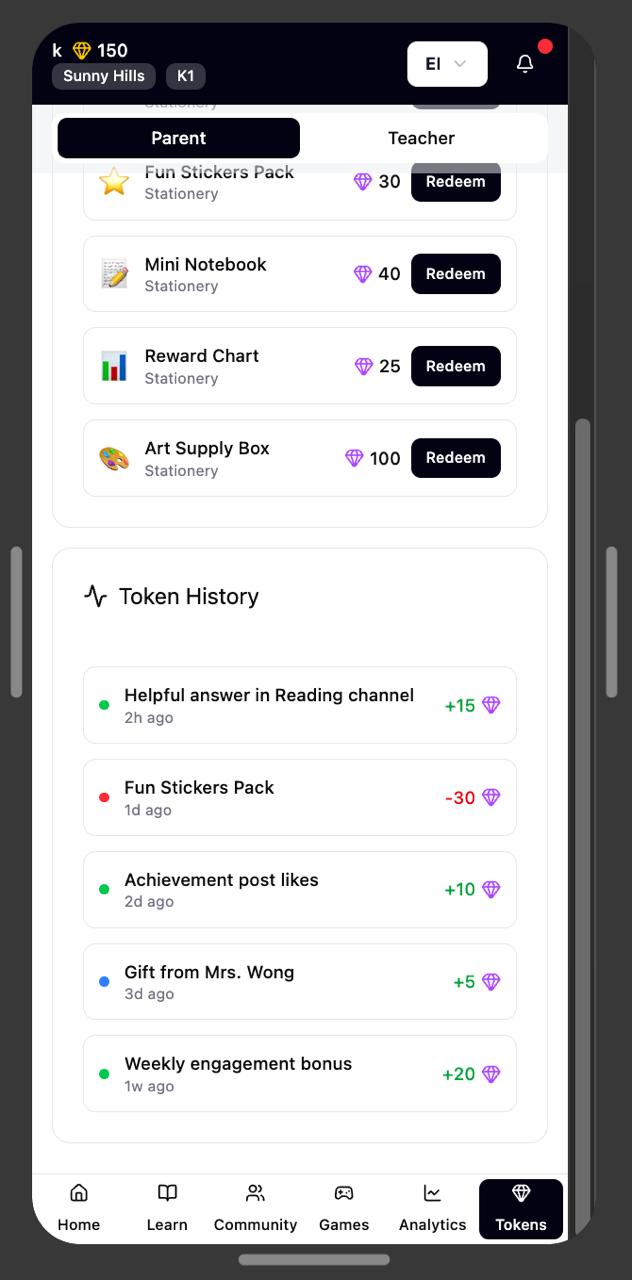 k 150
Sunny Hills K1
EI
Stationery
Parent Teacher
Fun Stickers Pack
Stationery
30 Redeem
Mini Notebook
Stationery
40 Redeem
Reward Chart
Stationery
25 Redeem
Art Supply Box
Stationery
100 Redeem
Token History
Helpful answer in Reading channel
2h ago
+15
Fun Stickers Pack
1d ago
-30
Achievement post likes
2d ago
+10
Gift from Mrs. Wong
3d ago
+5
Weekly engagement bonus
1w ago
+20
Home Learn Community Games Analytics Tokens